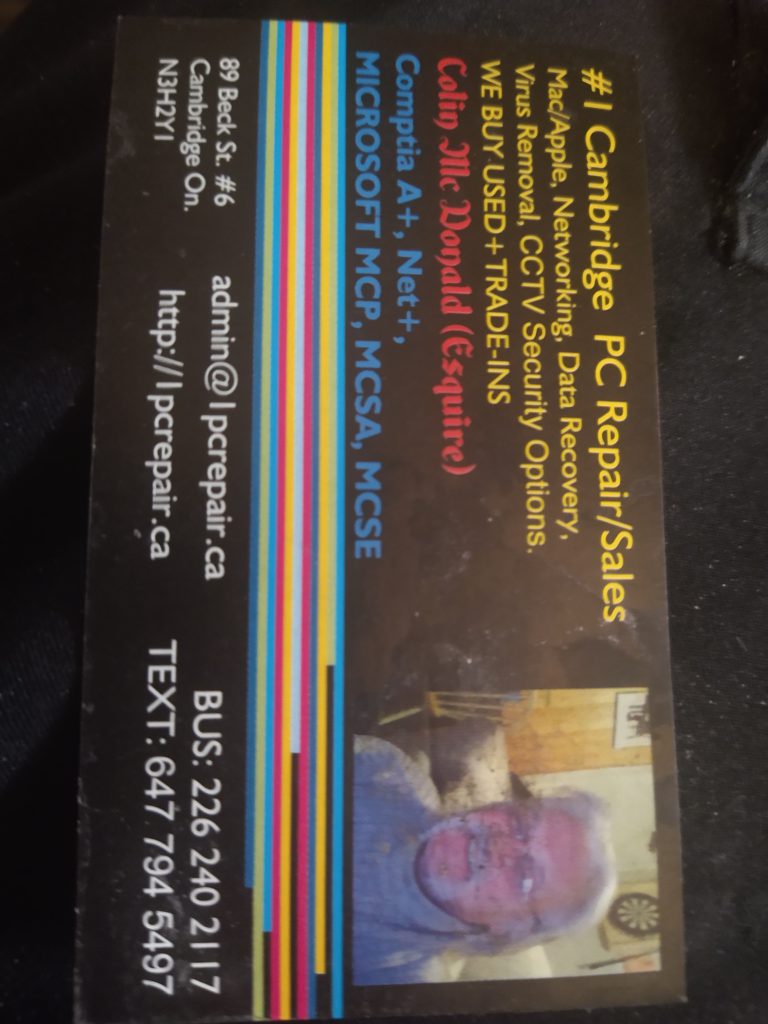 #1 Cambridge PC Repair/Sales
Mac/Apple, Networking, Data Recovery,
Virus Removal, CCTV Security Options.
WE BUY USED+TRADE-INS
Colin Mc Donald (Esquire)
Comptia A+, Net+,
MICROSOFT MCP, MCSA, MCSE
89 Beck St. #6
Cambridge On.
N3H2Y1
admin@1pcrepair.ca
http://1pcrepair.ca
BUS: 226 240 2117
TEXT: 647 794 5497